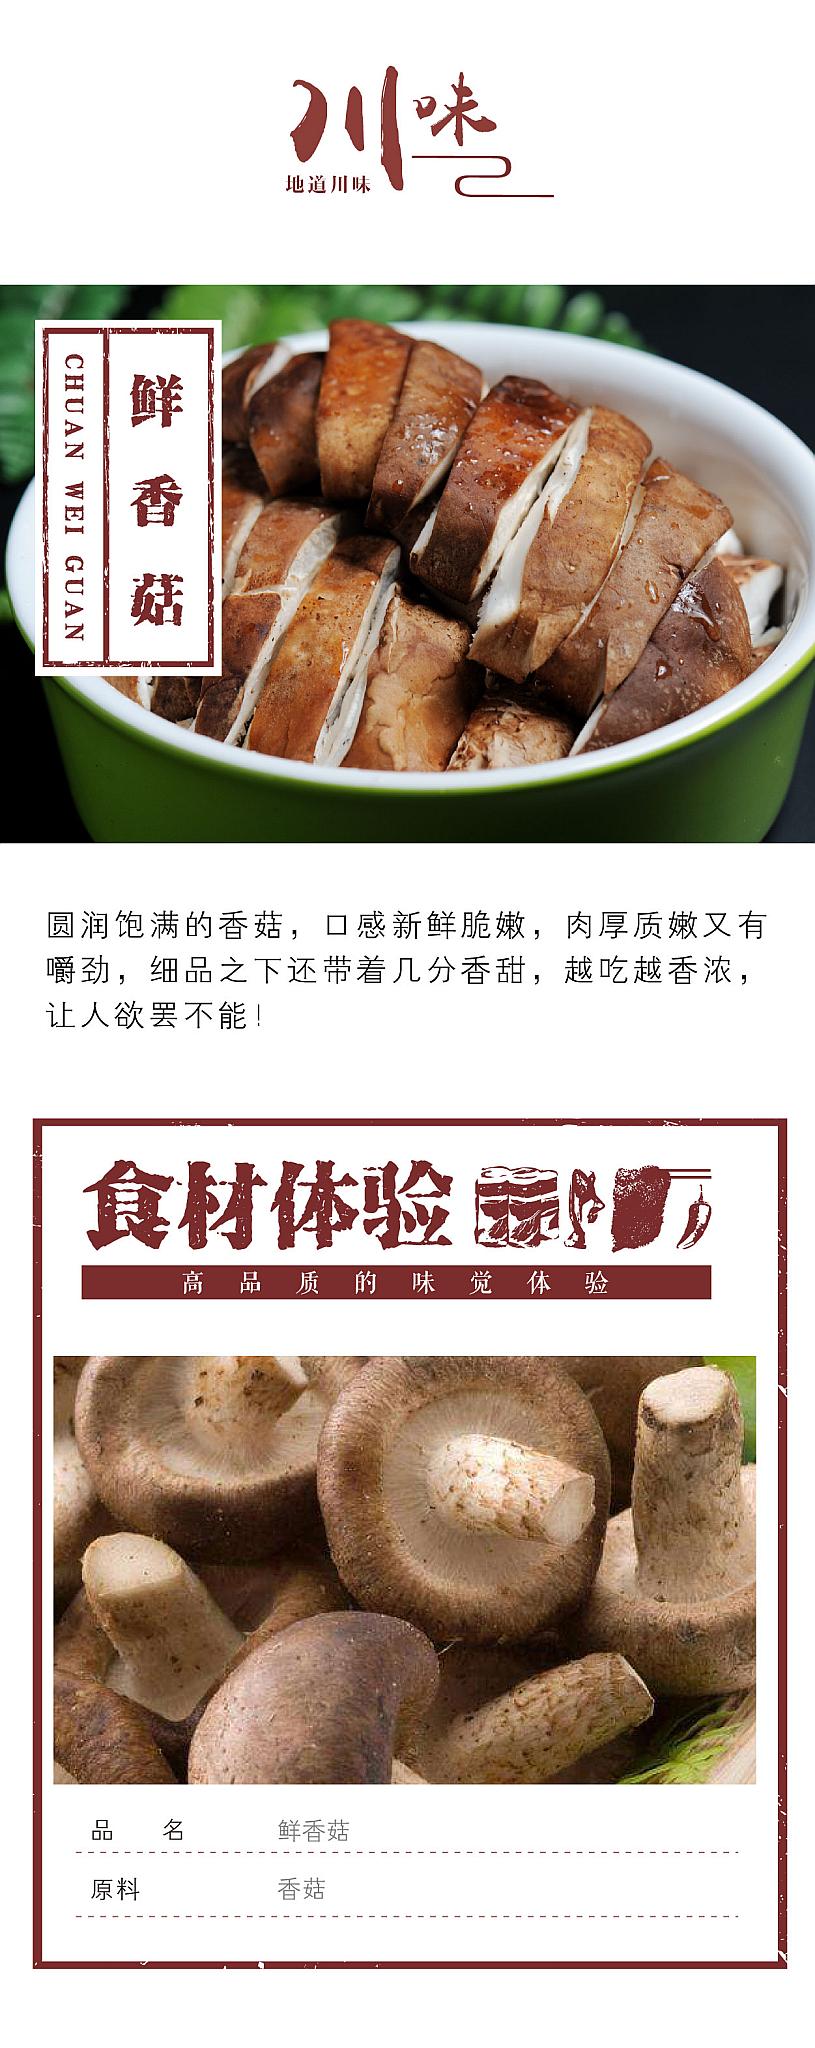 川味
地道川味
鲜香菇
CHUAN WEI GUAN
圆润饱满的香菇，口感新鲜脆嫩，肉厚质嫩又有
嚼劲，细品之下还带着几分香甜，越吃越香浓，
让人欲罢不能！
食材体验
高品质的味觉体验
品名 鲜香菇
原料 香菇